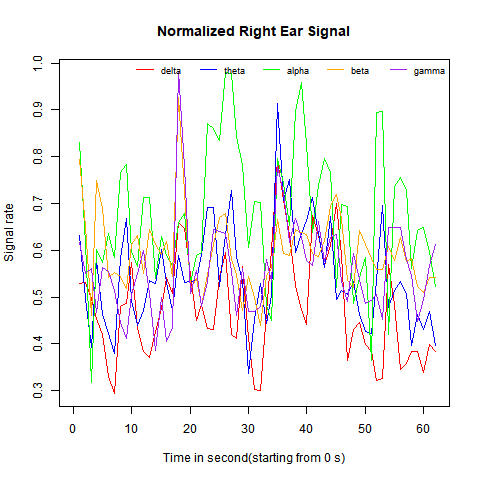 Normalized Right Ear Signal
delta theta alpha beta gamma
Signal rate
1.0
0.9
0.8
0.7
0.6
0.5
0.4
0.3
0 10 20 30 40 50 60
Time in second(starting from 0 s)